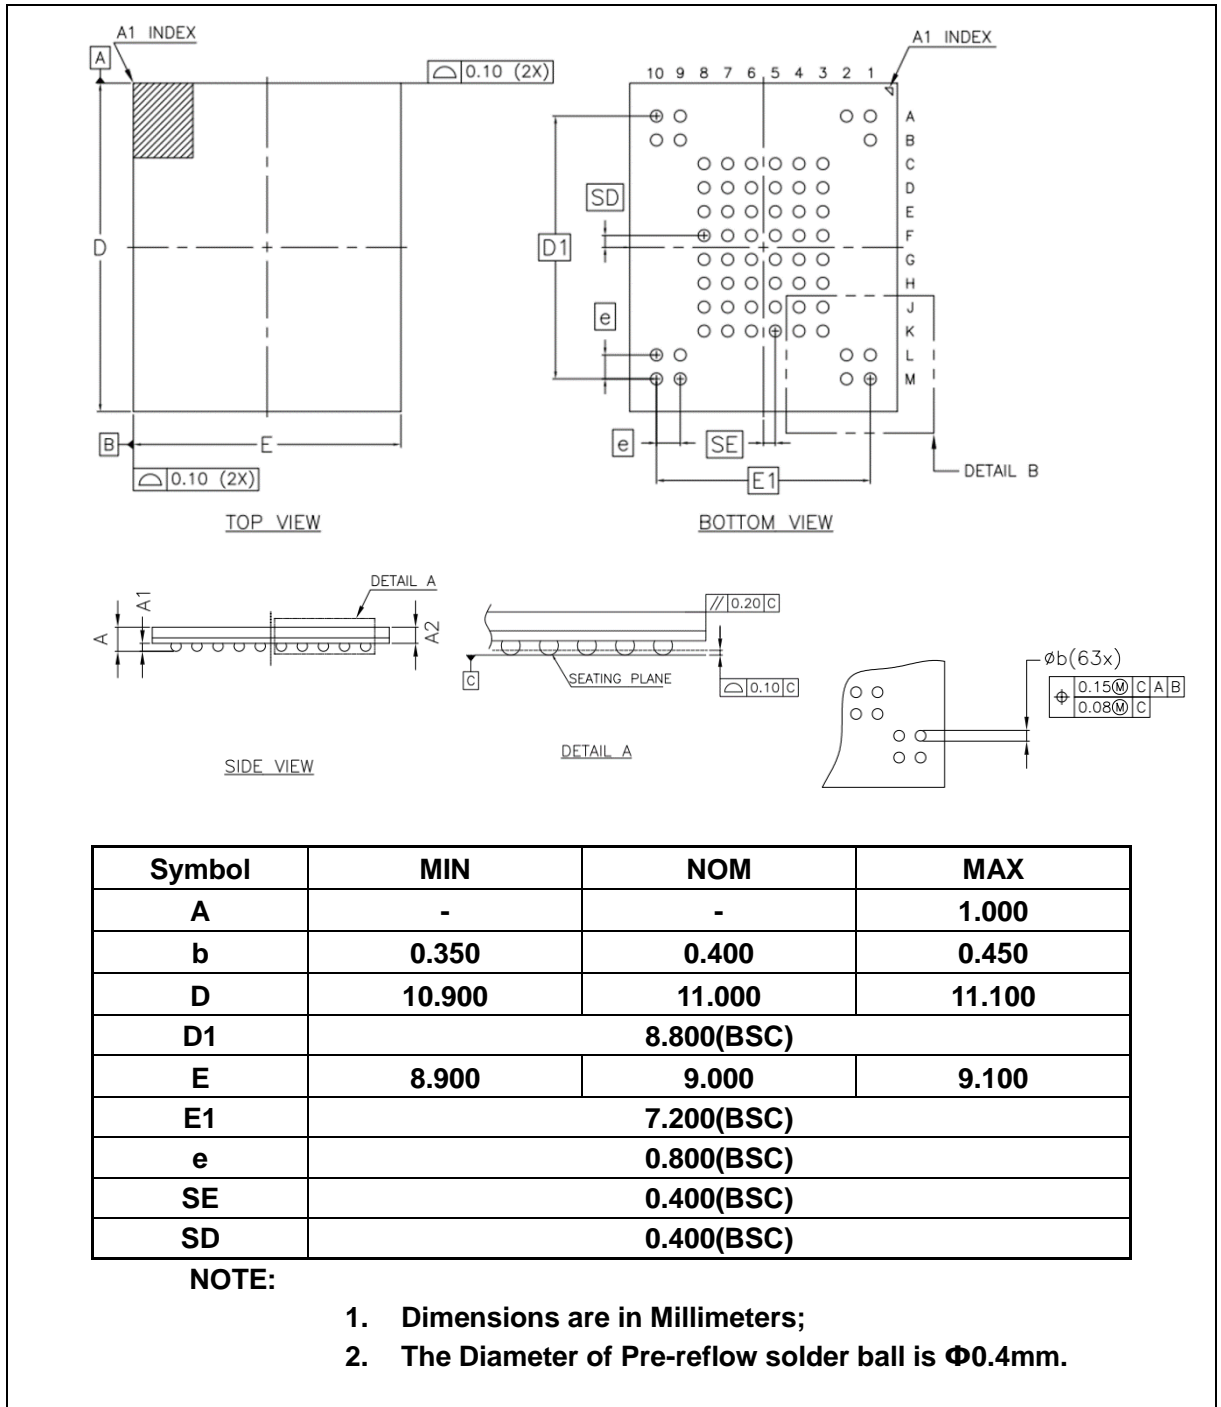 A1 INDEX
A
0.10 (2X)
D
B
E
0.10 (2X)
TOP VIEW
A1 INDEX
10 9 8 7 6 5 4 3 2 1
A
B
C
D
E
F
G
H
J
K
L
M
SD
D1
e
e
SE
E1
DETAIL B
BOTTOM VIEW
DETAIL A
A
A1
A2
SIDE VIEW
// 0.20 C
C
SEATING PLANE
0.10 C
DETAIL A
Øb(63x)
0.15Ⓜ C A B
0.08Ⓜ C
Symbol MIN NOM MAX
A - - 1.000
b 0.350 0.400 0.450
D 10.900 11.000 11.100
D1 8.800(BSC)
E 8.900 9.000 9.100
E1 7.200(BSC)
e 0.800(BSC)
SE 0.400(BSC)
SD 0.400(BSC)
NOTE:
1. Dimensions are in Millimeters;
2. The Diameter of Pre-reflow solder ball is Φ0.4mm.